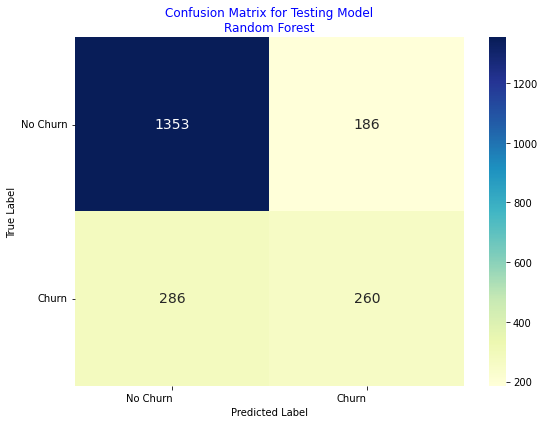 Confusion Matrix for Testing Model
Random Forest
No Churn
1353
186
Churn
286
260
No Churn
Churn
True Label
Predicted Label
1200
1000
800
600
400
200